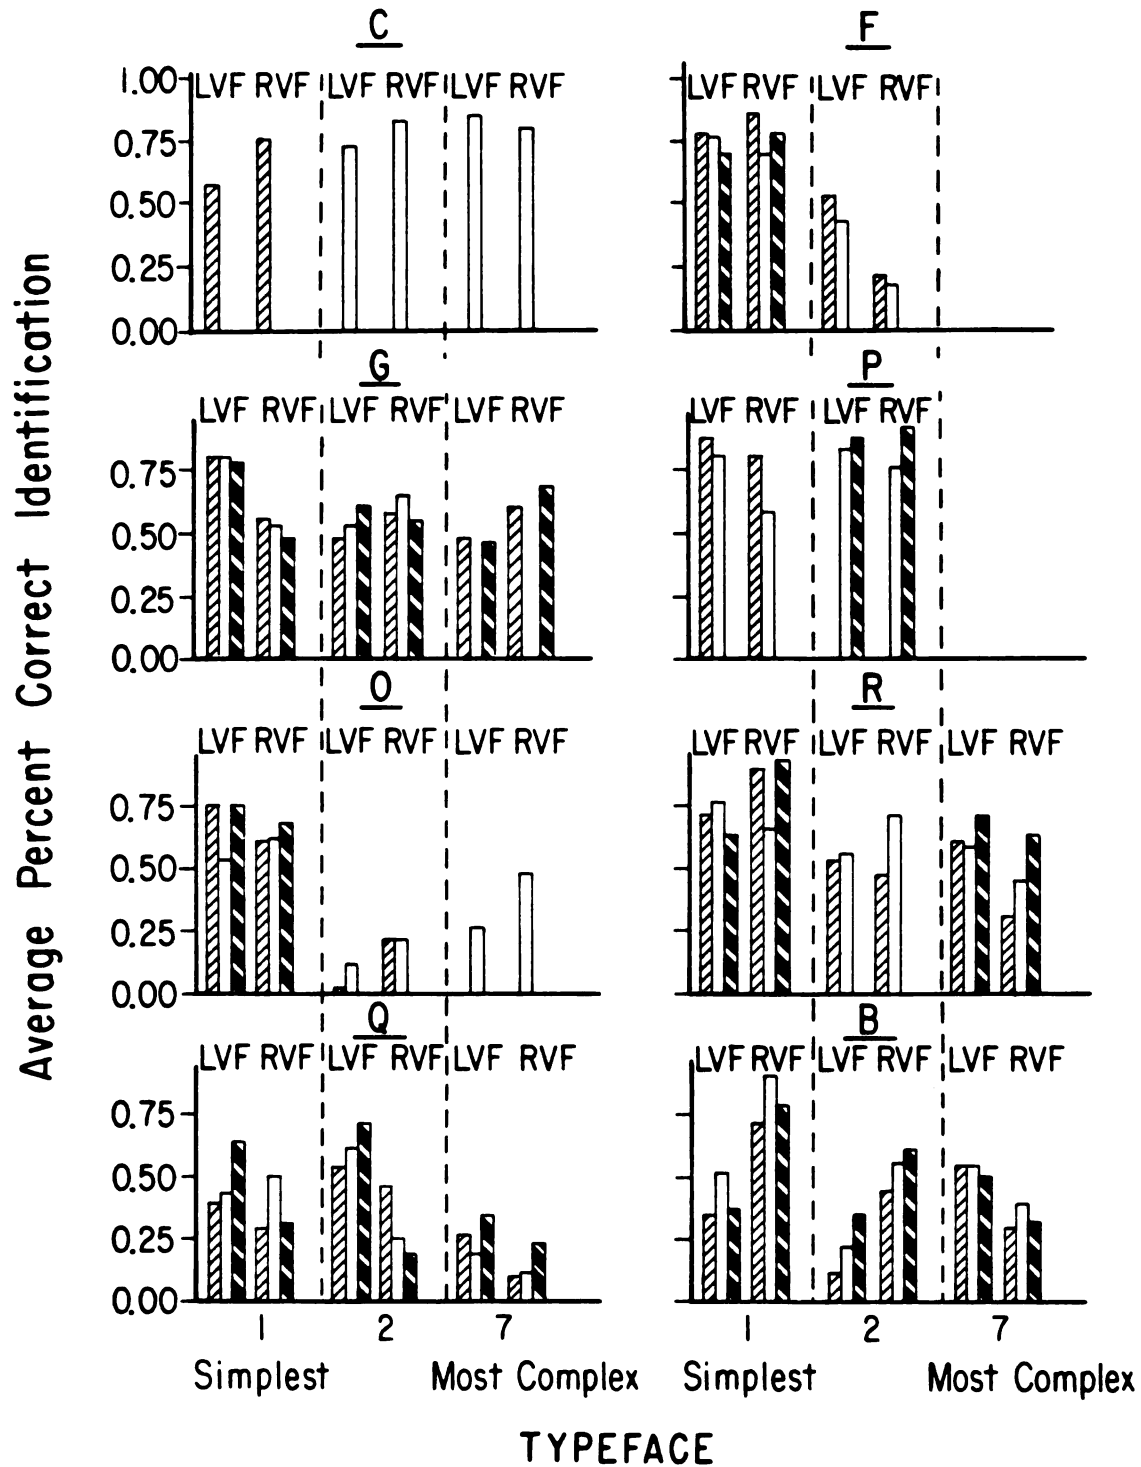 C
F
1.00 LVF RVF LVF RVF LVF RVF
LVF RVF LVF RVF
0.75
0.50
0.25
0.00
G
P
LVF RVF LVF RVF LVF RVF
LVF RVF LVF RVF
0.75
0.50
0.25
0.00
O
R
LVF RVF LVF RVF LVF RVF
LVF RVF LVF RVF LVF RVF
0.75
0.50
0.25
0.00
Q
B
LVF RVF LVF RVF LVF RVF
LVF RVF LVF RVF LVF RVF
0.75
0.50
0.25
0.00
Average Percent Correct Identification
1 2 7
1 2 7
Simplest Most Complex
Simplest Most Complex
TYPEFACE